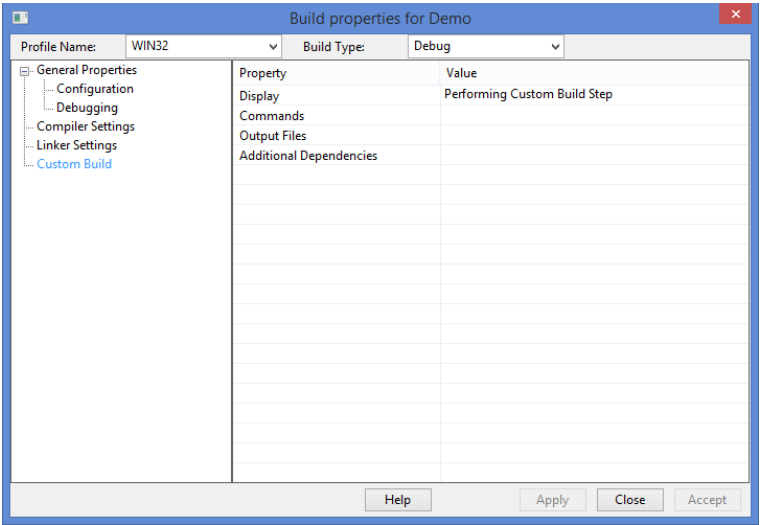 Build properties for Demo
Profile Name: WIN32 Build Type: Debug
General Properties
Configuration
Debugging
Compiler Settings
Linker Settings
Custom Build
Property Value
Display Performing Custom Build Step
Commands
Output Files
Additional Dependencies
Help Apply Close Accept